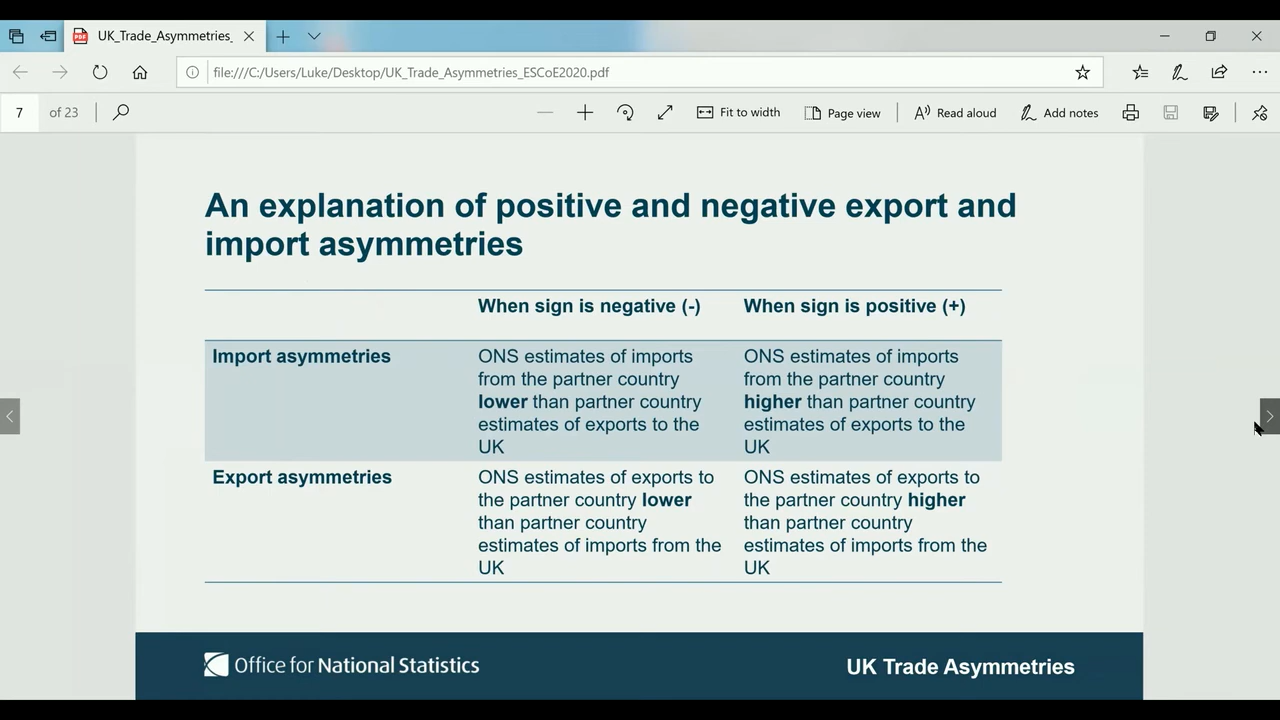 UK_Trade_Asymmetries_
file:///C:/Users/Luke/Desktop/UK_Trade_Asymmetries_ESCoE2020.pdf
7 of 23 Fit to width Page view Read aloud Add notes
An explanation of positive and negative export and
import asymmetries
When sign is negative (-)
When sign is positive (+)
Import asymmetries
ONS estimates of imports
from the partner country
lower than partner country
estimates of exports to the
UK
ONS estimates of imports
from the partner country
higher than partner country
estimates of exports to the
UK
Export asymmetries
ONS estimates of exports to
the partner country lower
than partner country
estimates of imports from the
UK
ONS estimates of exports to
the partner country higher
than partner country
estimates of imports from the
UK
Office for National Statistics
UK Trade Asymmetries